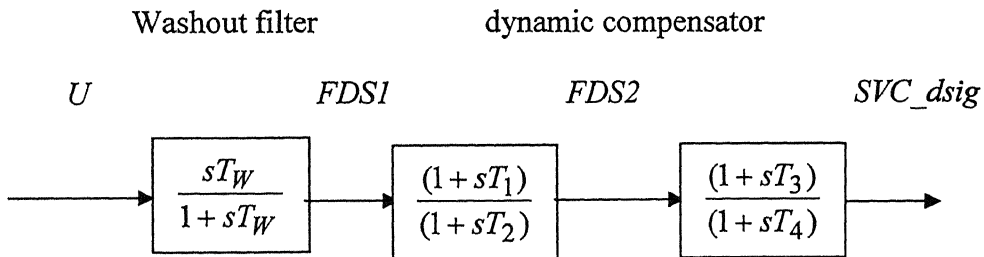 Washout filter dynamic compensator
U FDS1 FDS2 SVC_dsig
sT_W (1+sT_1) (1+sT_3)
1+sT_W (1+sT_2) (1+sT_4)